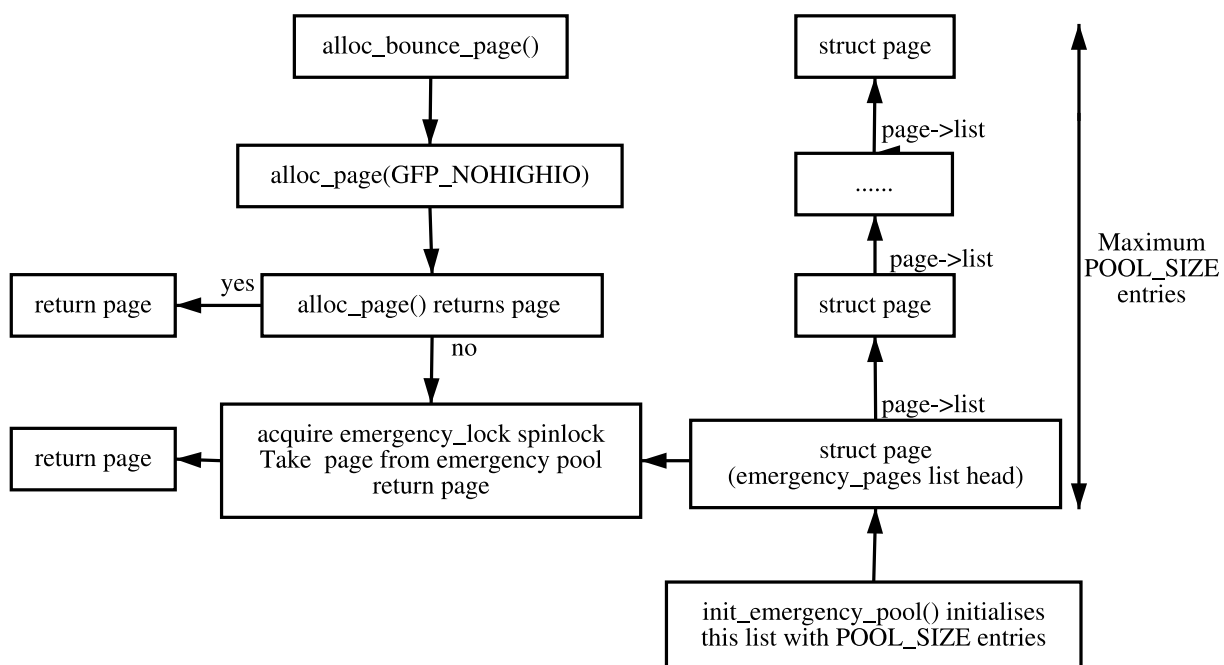 alloc_bounce_page()
struct page
page->list
alloc_page(GFP_NOHIGHIO)
......
page->list
Maximum
POOL_SIZE
entries
return page
yes
alloc_page() returns page
struct page
no
page->list
return page
acquire emergency_lock spinlock
Take  page from emergency pool
return page
struct page
(emergency_pages list head)
init_emergency_pool() initialises
this list with POOL_SIZE entries